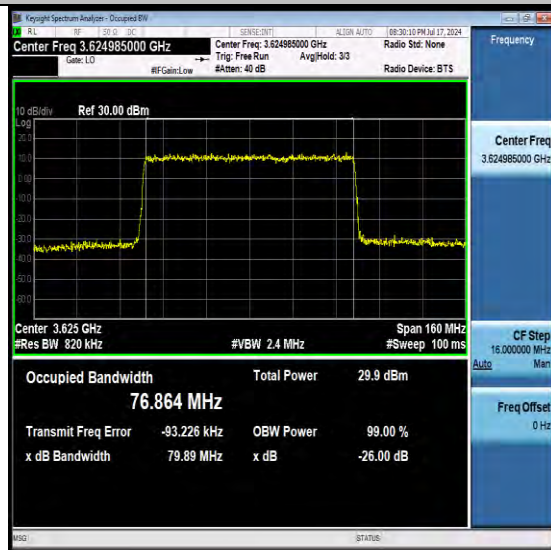 Keysight Spectrum Analyzer - Occupied BW
RL RF 50 Ω DC SENSE:INT ALIGN AUTO 08:30:10 PM Jul 17, 2024
Center Freq 3.624985000 GHz
Center Freq: 3.624985000 GHz
Radio Std: None
Gate: LO
Trig: Free Run Avg|Hold: 3/3
#IFGain:Low
#Atten: 40 dB
Radio Device: BTS
10 dB/div Ref 30.00 dBm
Log
20.0
10.0
0.00
-10.0
-20.0
-30.0
-40.0
-50.0
-60.0
Center 3.625 GHz
Span 160 MHz
#Res BW 820 kHz
#VBW 2.4 MHz
#Sweep 100 ms
Occupied Bandwidth
Total Power 29.9 dBm
76.864 MHz
Transmit Freq Error -93.226 kHz
OBW Power 99.00 %
x dB Bandwidth 79.89 MHz
x dB -26.00 dB
MSG
STATUS
Frequency
Center Freq
3.624985000 GHz
CF Step
16.000000 MHz
Auto Man
Freq Offset
0 Hz